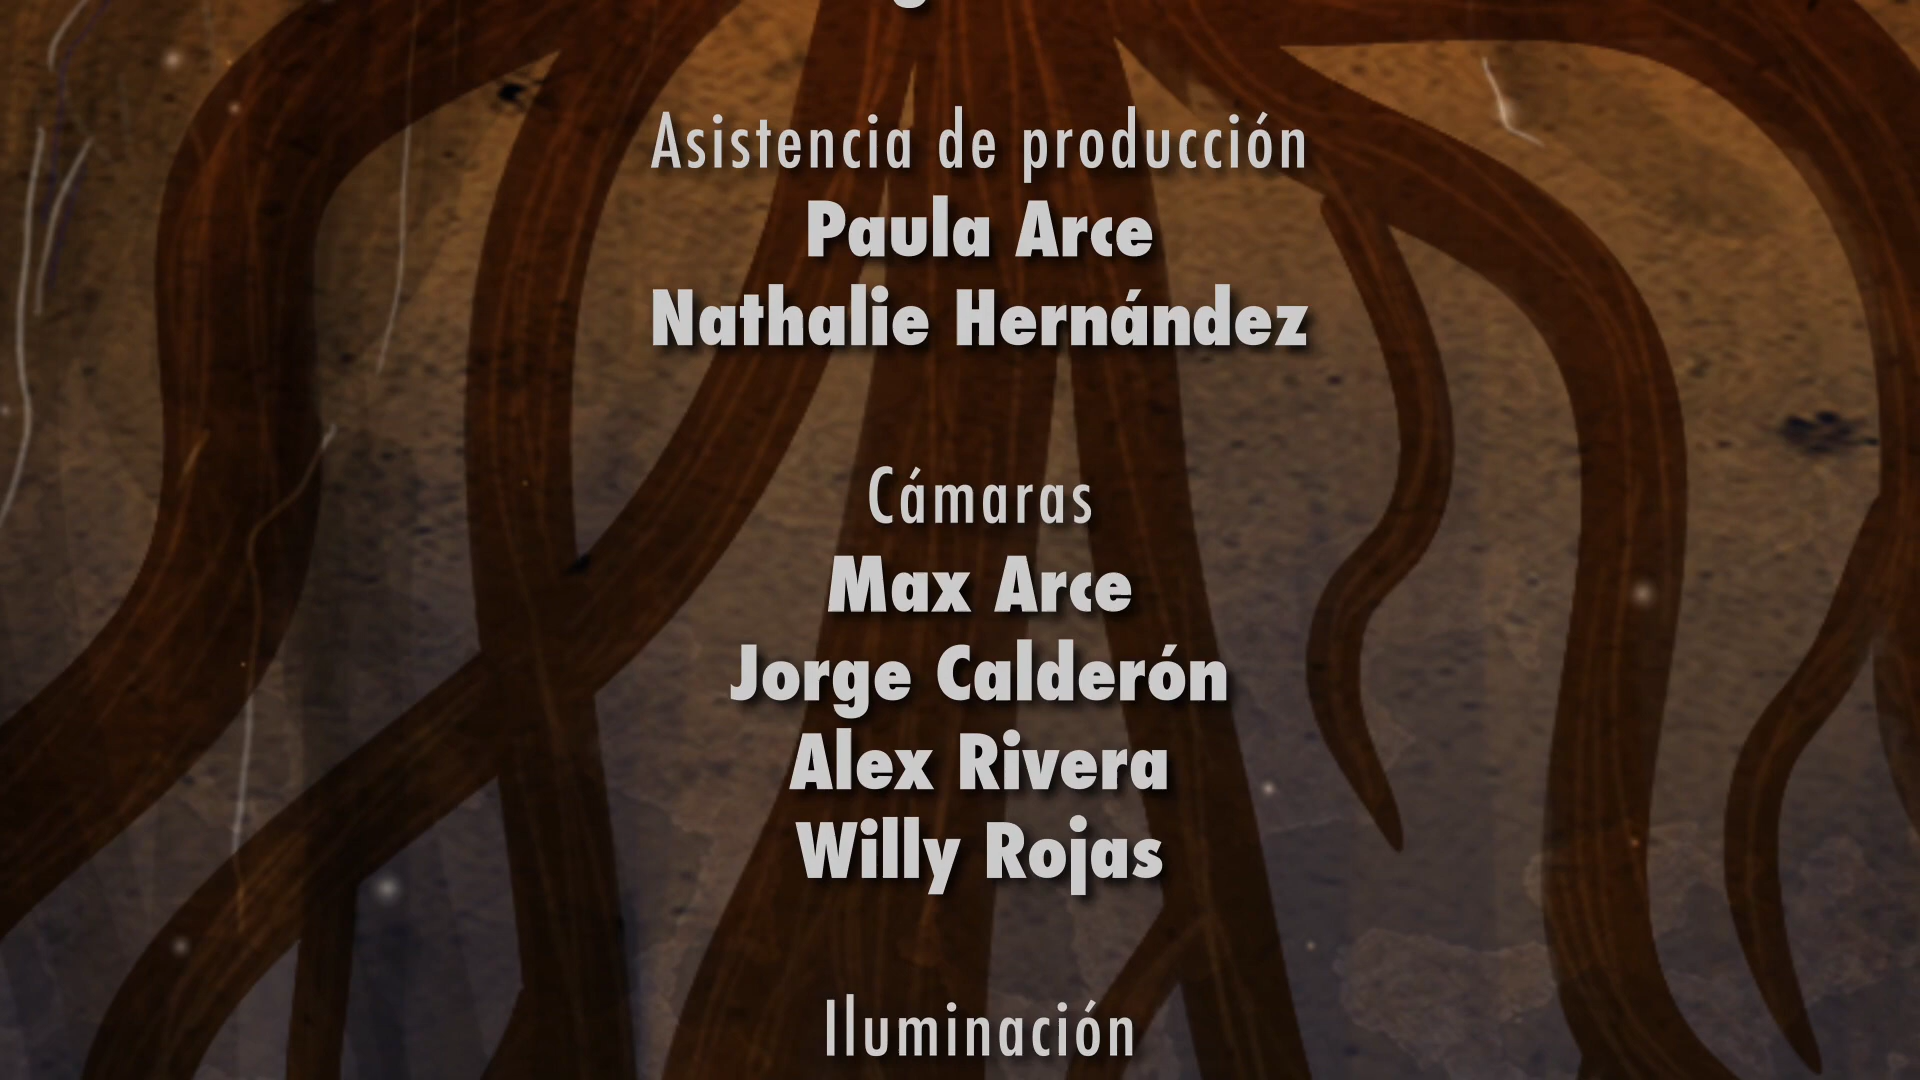 Asistencia de producción
Paula Arce
Nathalie Hernández
Cámaras
Max Arce
Jorge Calderón
Alex Rivera
Willy Rojas
Iluminación